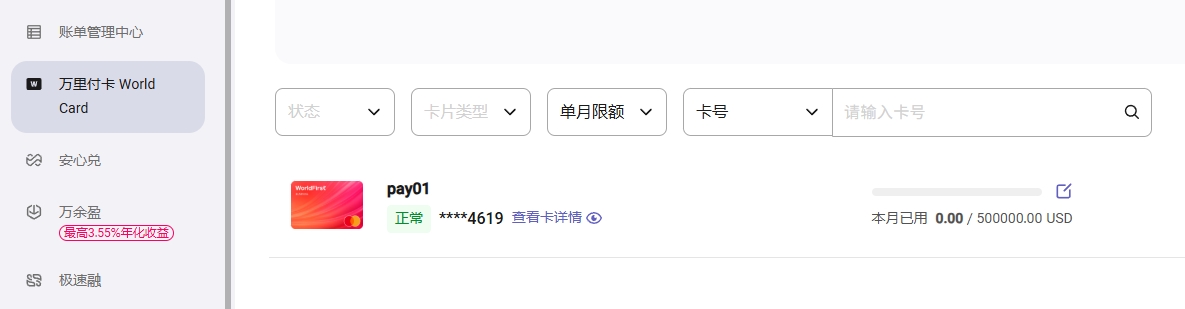 账单管理中心
W
万里付卡 World
Card
安心兑
万余盈
最高3.55%年化收益
极速融
状态
卡片类型
单月限额
卡号
请输入卡号
WorldFirst
pay01
正常 ****4619 查看卡详情
本月已用 0.00 / 500000.00 USD